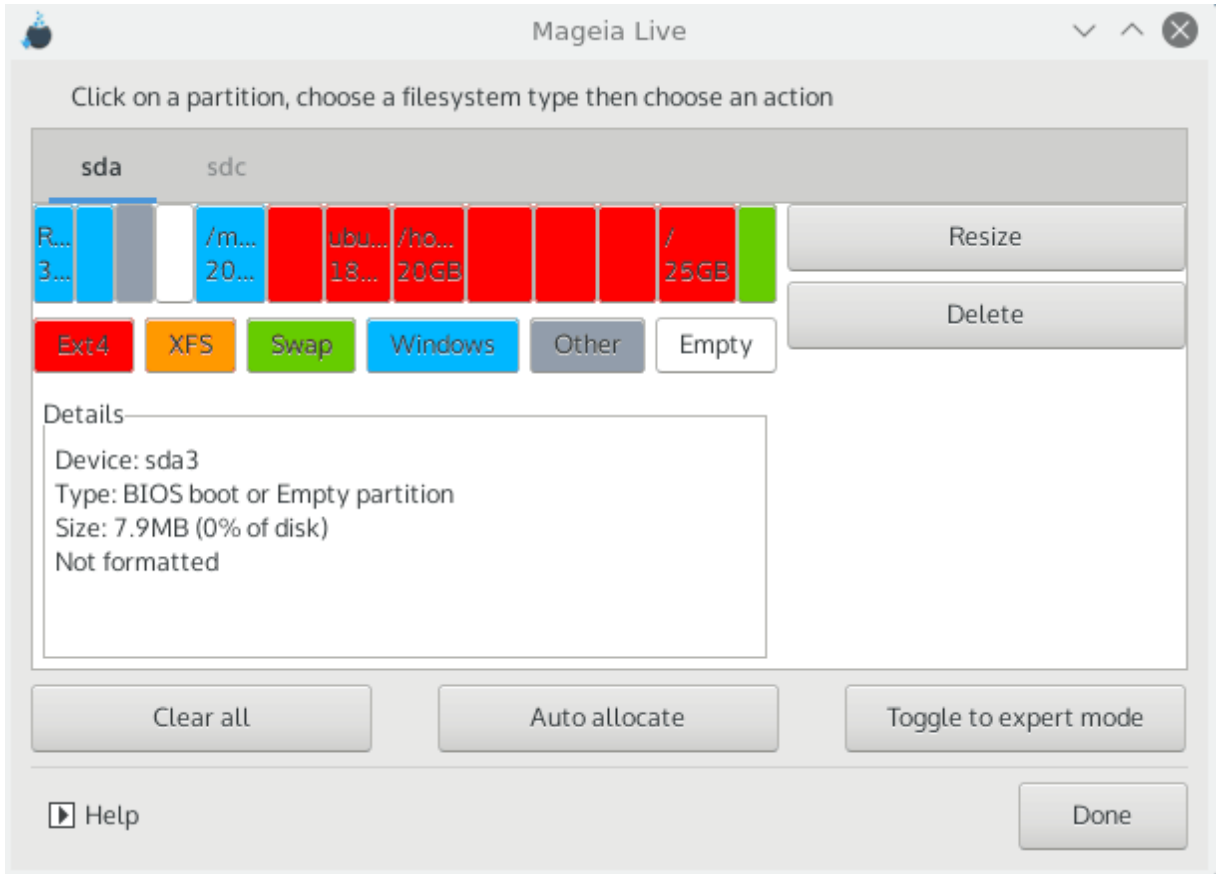 Mageia Live
Click on a partition, choose a filesystem type then choose an action
sda sdc
R... /m... ubu... /ho... /
3... 20... 18... 20GB 25GB
Resize
Delete
Ext4 XFS Swap Windows Other Empty
Details
Device: sda3
Type: BIOS boot or Empty partition
Size: 7.9MB (0% of disk)
Not formatted
Clear all Auto allocate Toggle to expert mode
Help Done